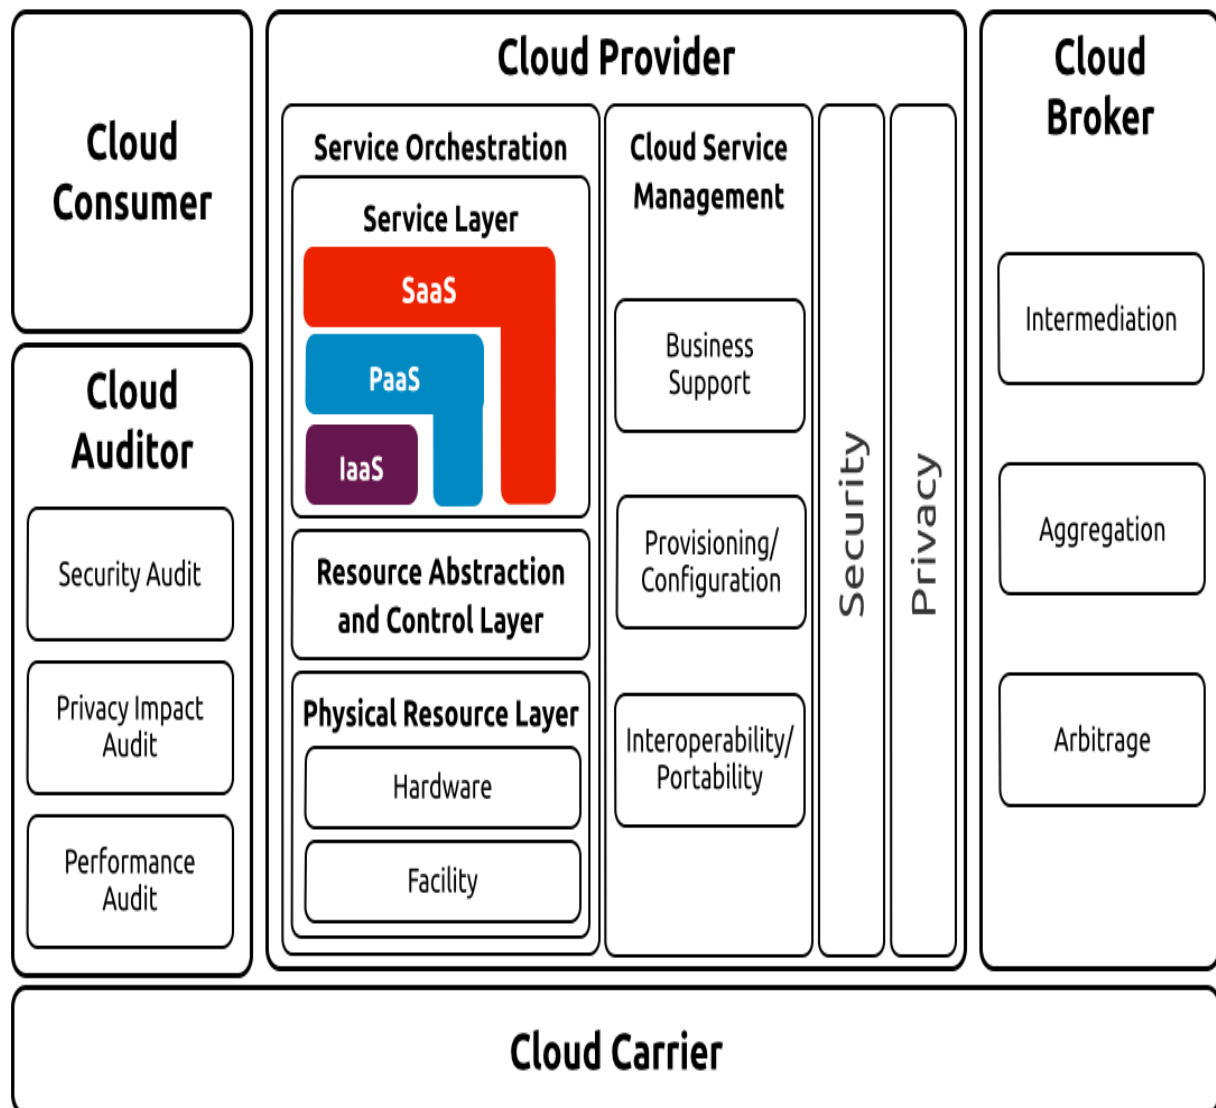 Cloud
Consumer
Cloud
Auditor
Security Audit
Privacy Impact
Audit
Performance
Audit
Cloud Provider
Service Orchestration
Service Layer
SaaS
PaaS
IaaS
Resource Abstraction
and Control Layer
Physical Resource Layer
Hardware
Facility
Cloud Service
Management
Business
Support
Provisioning/
Configuration
Interoperability/
Portability
Security
Privacy
Cloud
Broker
Intermediation
Aggregation
Arbitrage
Cloud Carrier